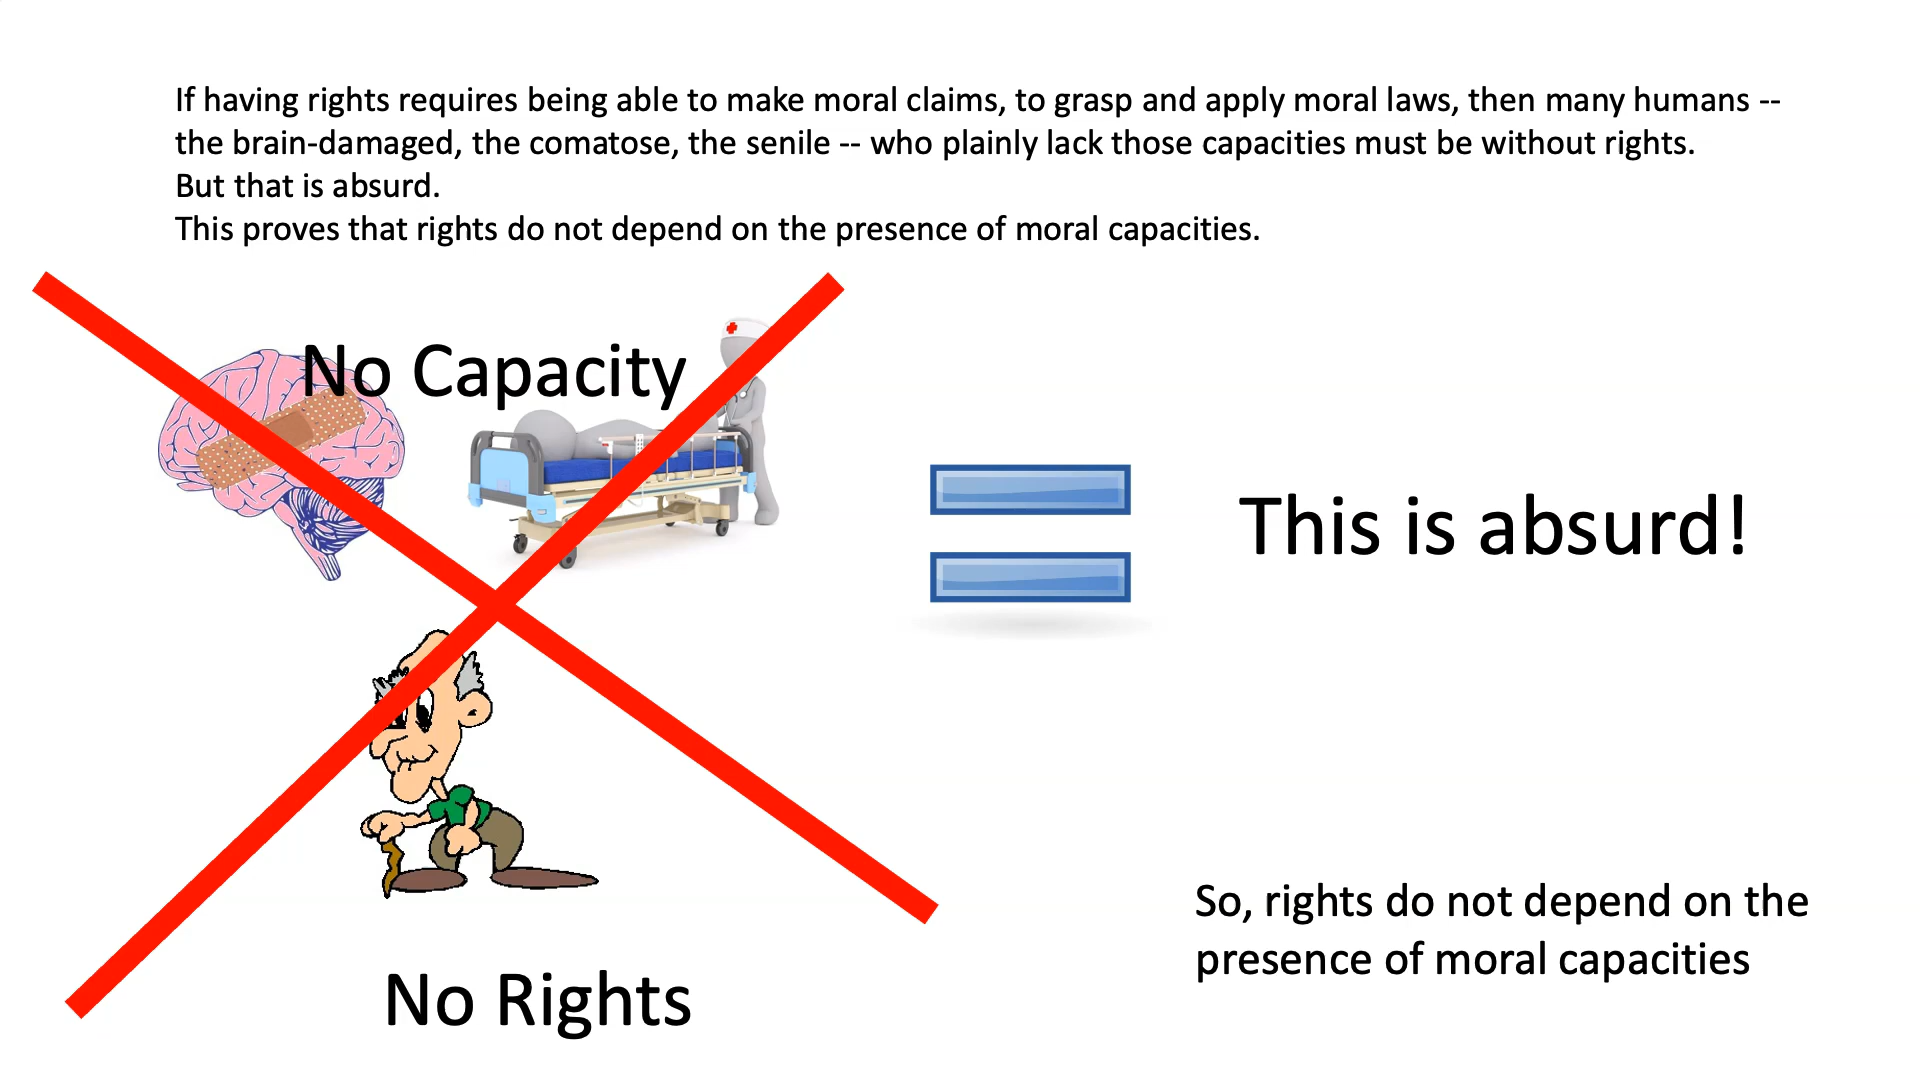 If having rights requires being able to make moral claims, to grasp and apply moral laws, then many humans --
the brain-damaged, the comatose, the senile -- who plainly lack those capacities must be without rights.
But that is absurd.
This proves that rights do not depend on the presence of moral capacities.
No Capacity
This is absurd!
So, rights do not depend on the
presence of moral capacities
No Rights